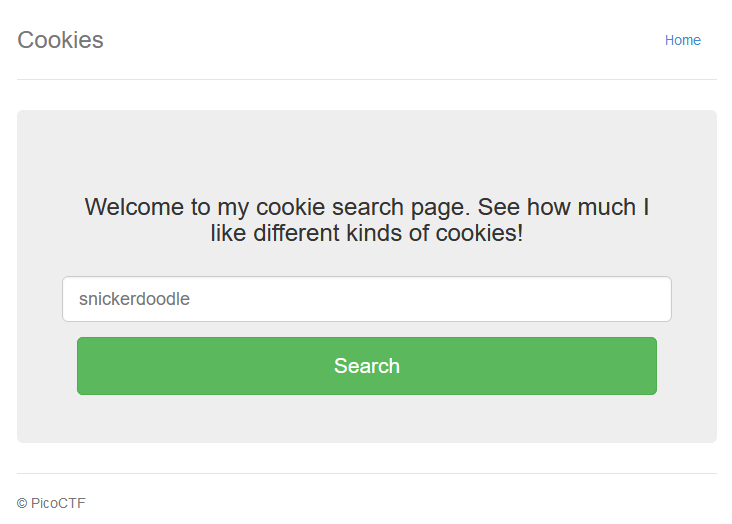 Cookies
Home
Welcome to my cookie search page. See how much I
like different kinds of cookies!
snickerdoodle
Search
© PicoCTF